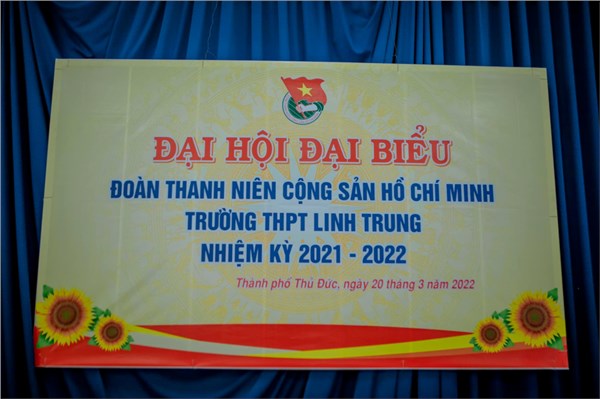 ĐẠI HỘI ĐẠI BIỂU
ĐOÀN THANH NIÊN CỘNG SẢN HỒ CHÍ MINH
TRƯỜNG THPT LINH TRUNG
NHIỆM KỲ 2021 - 2022
Thành phố Thủ Đức, ngày 20 tháng 3 năm 2022